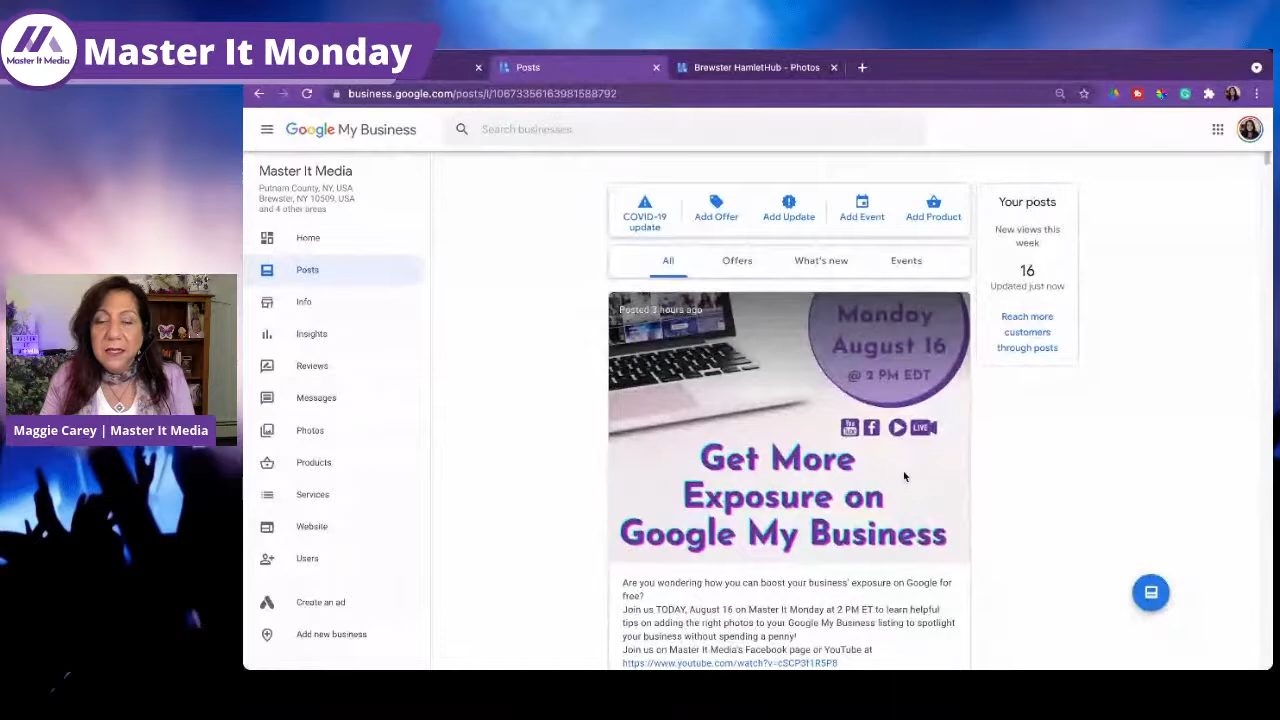 Master It Media
Master It Monday
Posts
Brewster HamletHub - Photos
business.google.com/posts/l/10673356163981588792
Google My Business
Search businesses
Master It Media
Putnam County, NY, USA
Brewster, NY 10509, USA
and 4 other areas
Home
Posts
Info
Insights
Reviews
Messages
Photos
Products
Services
Website
Users
Create an ad
Add new business
COVID-19
update
Add Offer
Add Update
Add Event
Add Product
All
Offers
What's new
Events
Posted 3 hours ago
Monday
August 16
@ 2 PM EDT
You
Tube
LIVE
Get More
Exposure on
Google My Business
Are you wondering how you can boost your business' exposure on Google for
free?
Join us TODAY, August 16 on Master It Monday at 2 PM ET to learn helpful
tips on adding the right photos to your Google My Business listing to spotlight
your business without spending a penny!
Join us on Master It Media's Facebook page or YouTube at
https://www.youtube.com/watch?v=cSCP3f1R5P8
Your posts
New views this
week
16
Updated just now
Reach more
customers
through posts
Maggie Carey | Master It Media